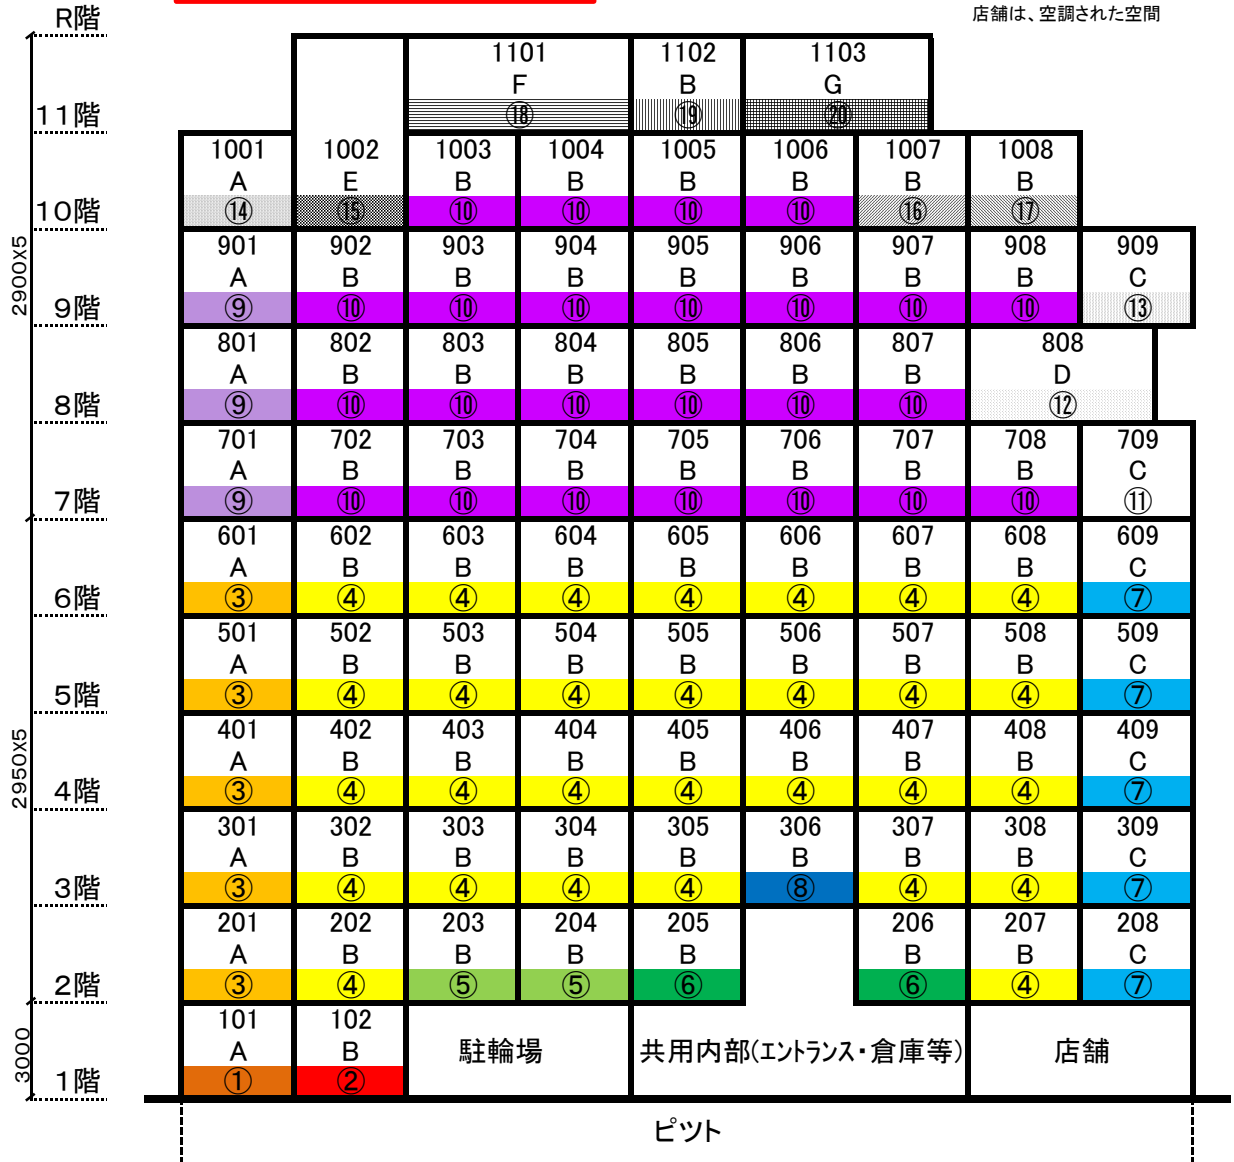 R階
店舗は、空調された空間
1101 1102 1103
F B G
11階 ⑱ ⑲ ⑳
1001 1002 1003 1004 1005 1006 1007 1008
A E B B B B B B
10階 ⑭ ⑮ ⑩ ⑩ ⑩ ⑩ ⑯ ⑰
901 902 903 904 905 906 907 908 909
A B B B B B B B C
9階 ⑨ ⑩ ⑩ ⑩ ⑩ ⑩ ⑩ ⑩ ⑬
2900X5
801 802 803 804 805 806 807 808
A B B B B B B D
8階 ⑨ ⑩ ⑩ ⑩ ⑩ ⑩ ⑩ ⑫
701 702 703 704 705 706 707 708 709
A B B B B B B B C
7階 ⑨ ⑩ ⑩ ⑩ ⑩ ⑩ ⑩ ⑩ ⑪
601 602 603 604 605 606 607 608 609
A B B B B B B B C
6階 ③ ④ ④ ④ ④ ④ ④ ④ ⑦
501 502 503 504 505 506 507 508 509
A B B B B B B B C
5階 ③ ④ ④ ④ ④ ④ ④ ④ ⑦
401 402 403 404 405 406 407 408 409
A B B B B B B B C
4階 ③ ④ ④ ④ ④ ④ ④ ④ ⑦
2950X5
301 302 303 304 305 306 307 308 309
A B B B B B B B C
3階 ③ ④ ④ ④ ④ ⑧ ④ ④ ⑦
201 202 203 204 205 206 207 208
A B B B B B B C
2階 ③ ④ ⑤ ⑤ ⑥ ⑥ ④ ⑦
101 102
A B 駐輪場 共用内部(エントランス・倉庫等) 店舗
1階 ① ②
3000
ピツト